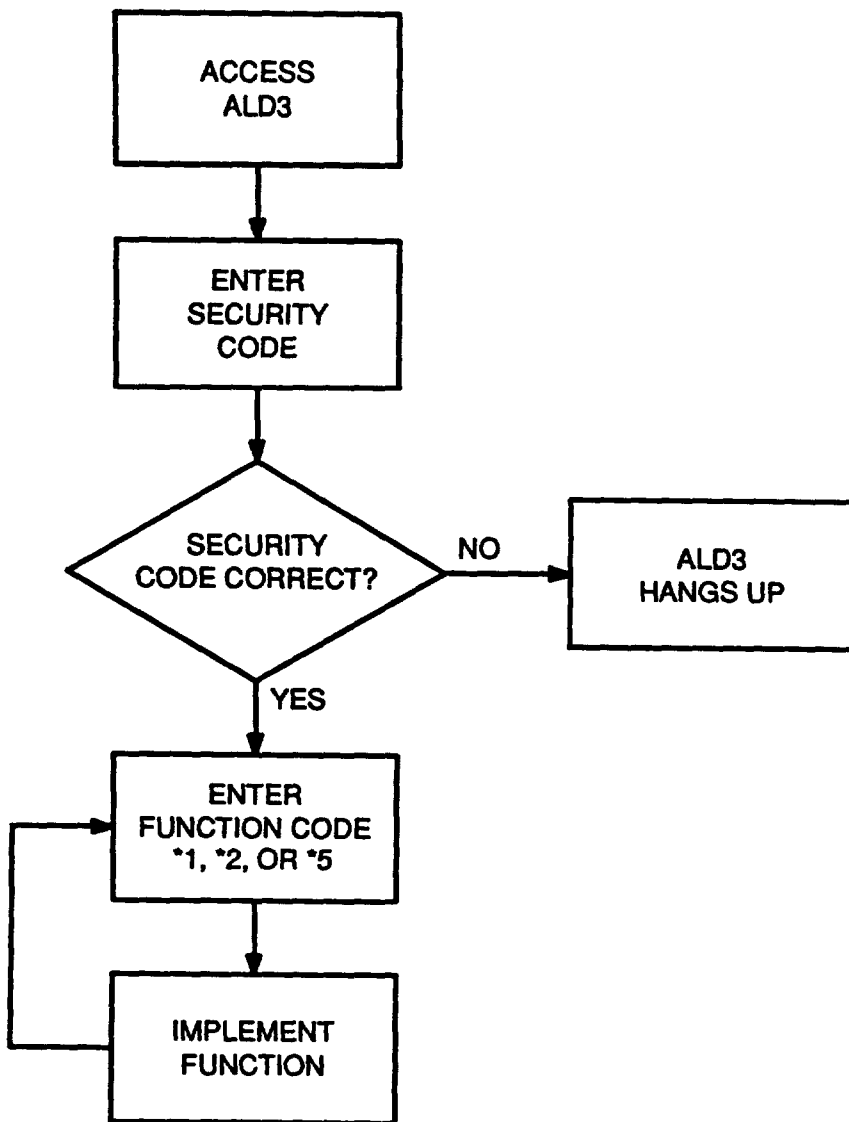 ACCESS
ALD3
ENTER
SECURITY
CODE
SECURITY
CODE CORRECT?
NO
ALD3
HANGS UP
YES
ENTER
FUNCTION CODE
*1, *2, OR *5
IMPLEMENT
FUNCTION